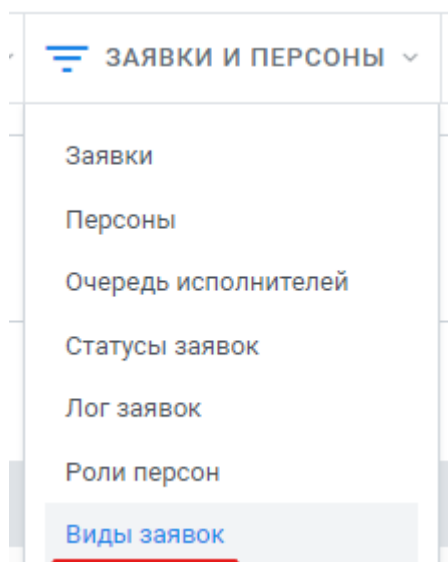 ЗАЯВКИ И ПЕРСОНЫ
Заявки
Персоны
Очередь исполнителей
Статусы заявок
Лог заявок
Роли персон
Виды заявок